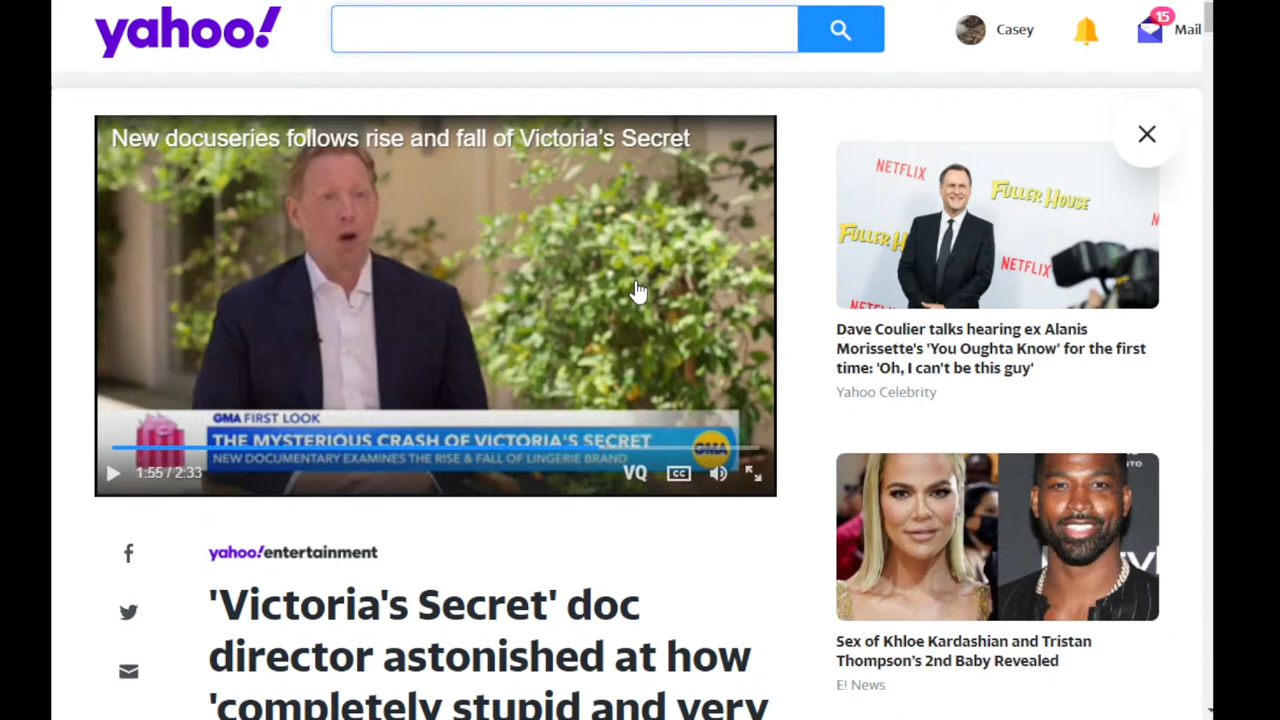 yahoo!
Casey
15
Mail
New docuseries follows rise and fall of Victoria's Secret
GMA FIRST LOOK
THE MYSTERIOUS CRASH OF VICTORIA'S SECRET
NEW DOCUMENTARY EXAMINES THE RISE & FALL OF LINGERIE BRAND
GMA
1:55 / 2:33
VQ
CC
yahoo!entertainment
'Victoria's Secret' doc
director astonished at how
'completely stupid and very
NETFLIX
FULLER HOUSE
FULLER H
NETFLIX
N
NETFLIX
Dave Coulier talks hearing ex Alanis
Morissette's 'You Oughta Know' for the first
time: 'Oh, I can't be this guy'
Yahoo Celebrity
Sex of Khloe Kardashian and Tristan
Thompson's 2nd Baby Revealed
E! News